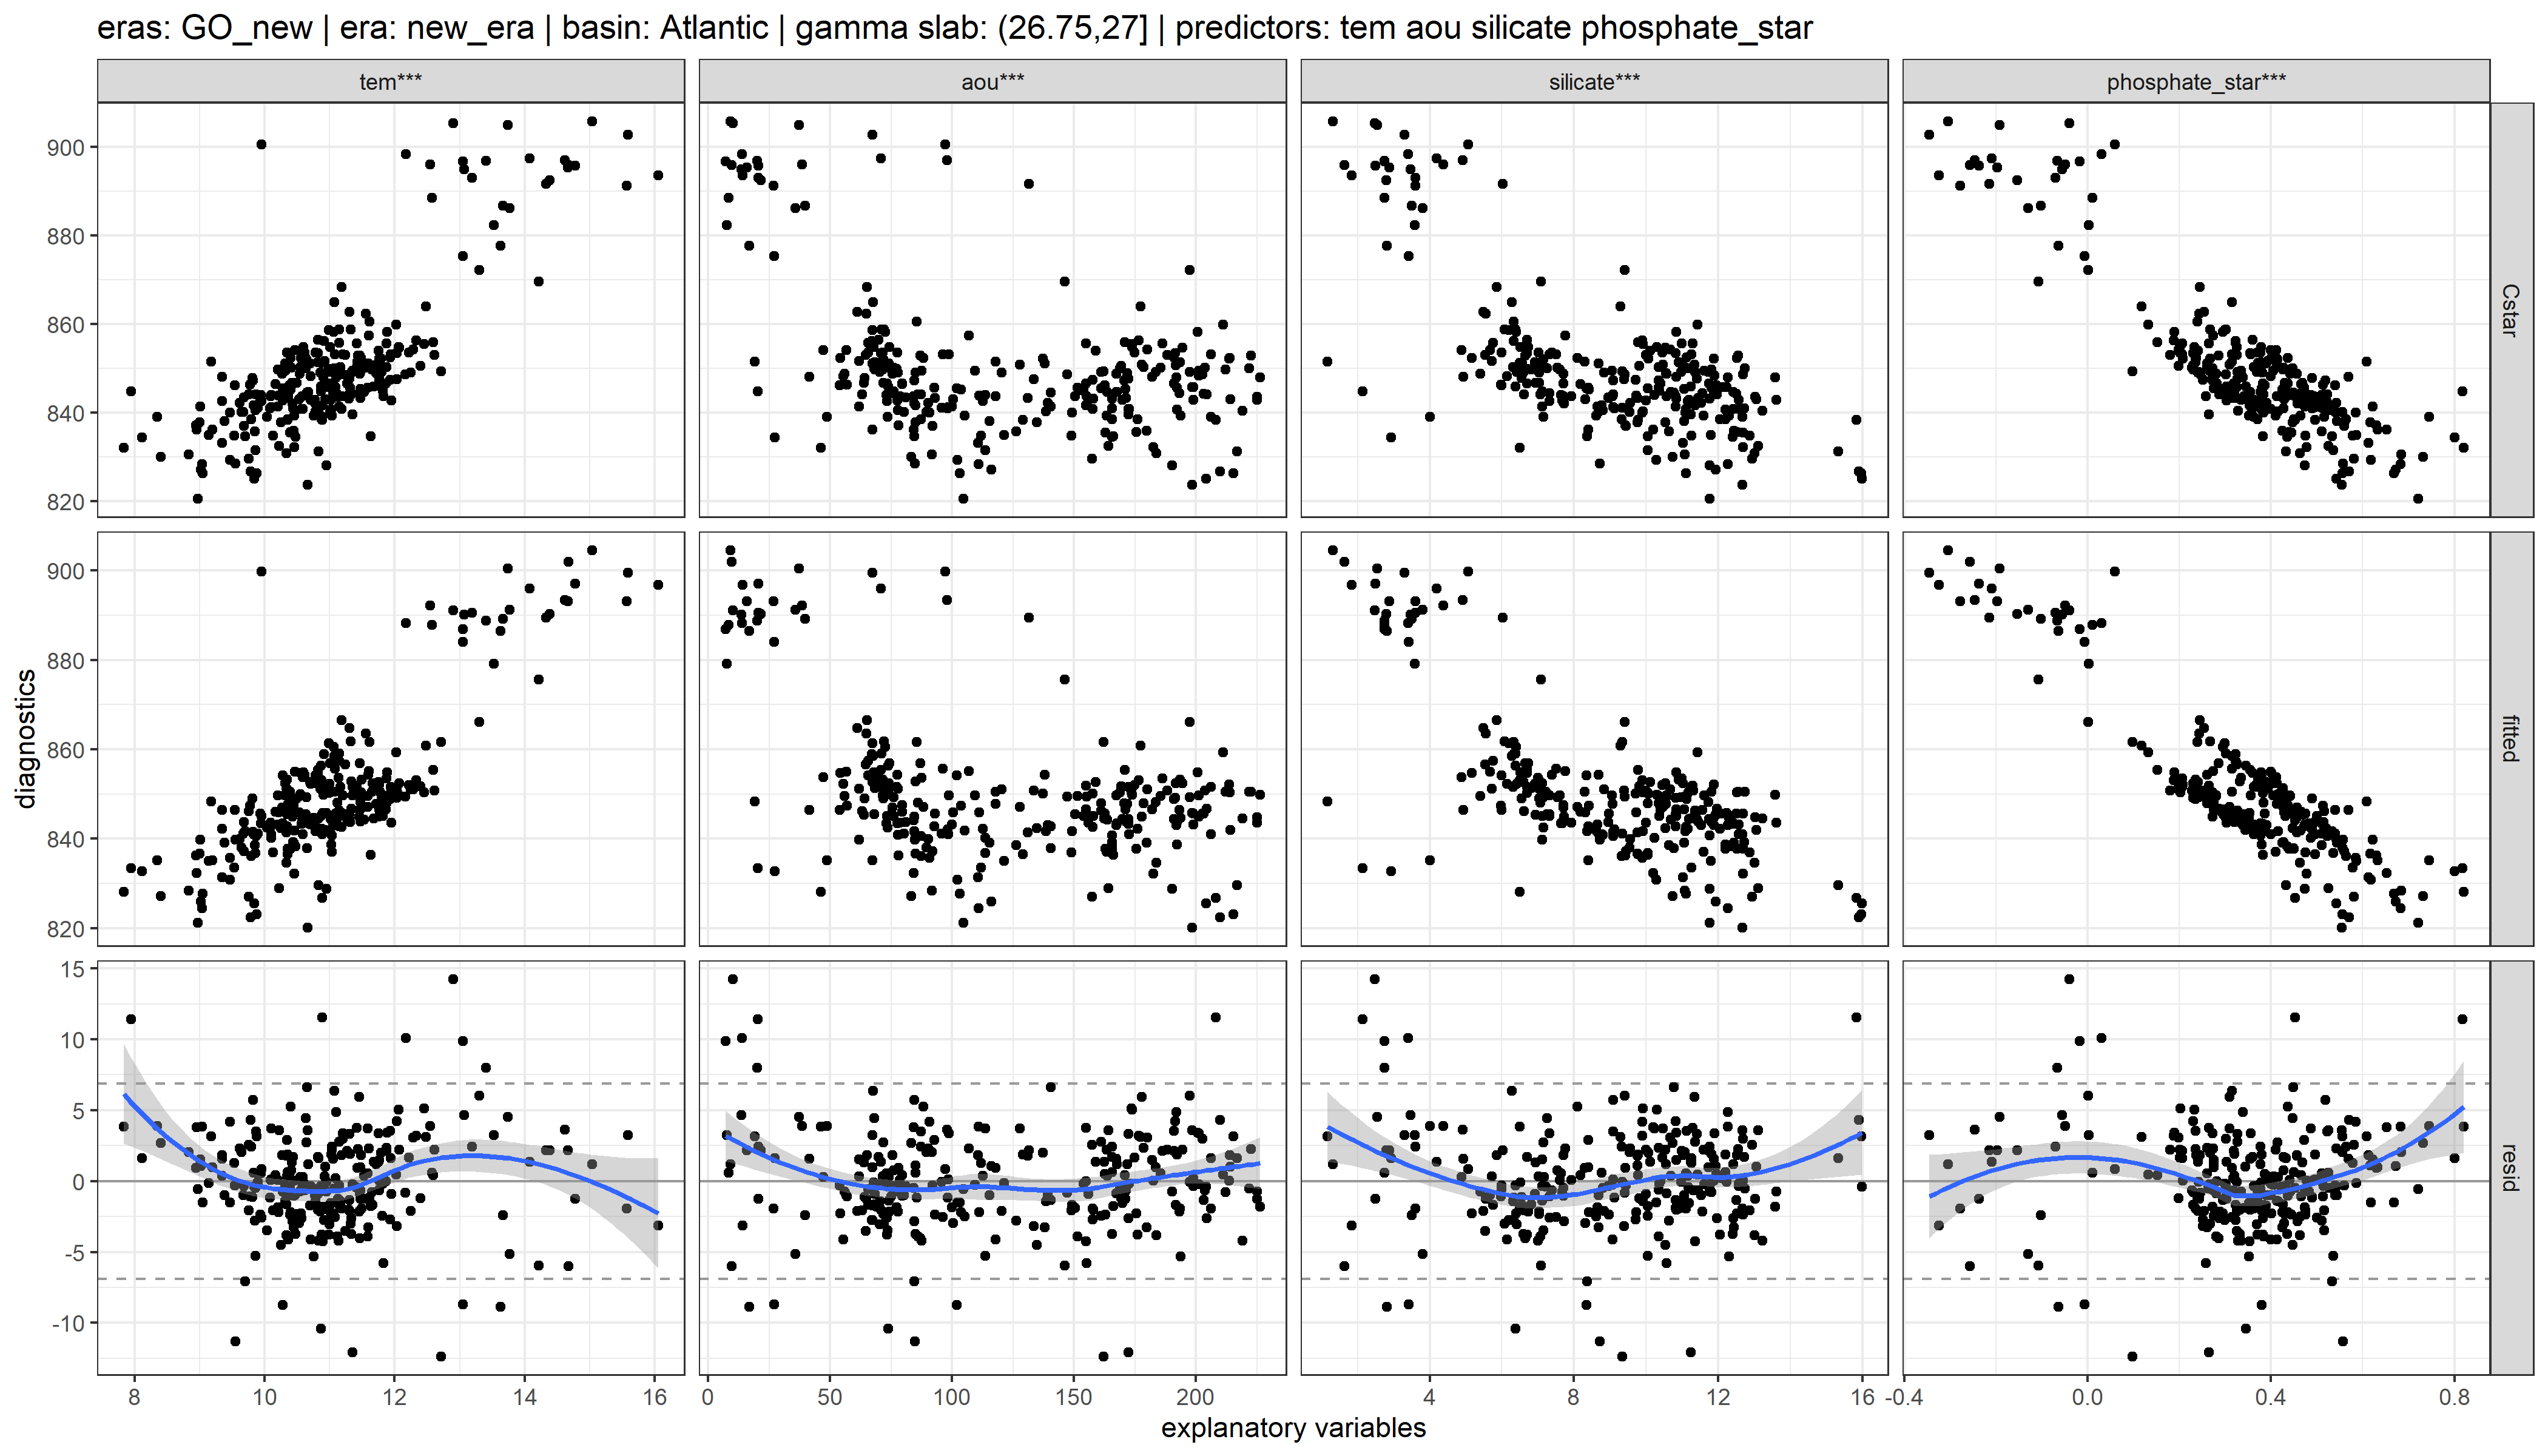 eras: GO_new | era: new_era | basin: Atlantic | gamma slab: (26.75,27] | predictors: tem aou silicate phosphate_star
tem*** aou*** silicate*** phosphate_star***
900
880
860
840
820
Cstar
900
880
860
840
820
fitted
diagnostics
15
10
5
0
-5
-10
resid
8 10 12 14 16 0 50 100 150 200 4 8 12 16 -0.4 0.0 0.4 0.8
explanatory variables